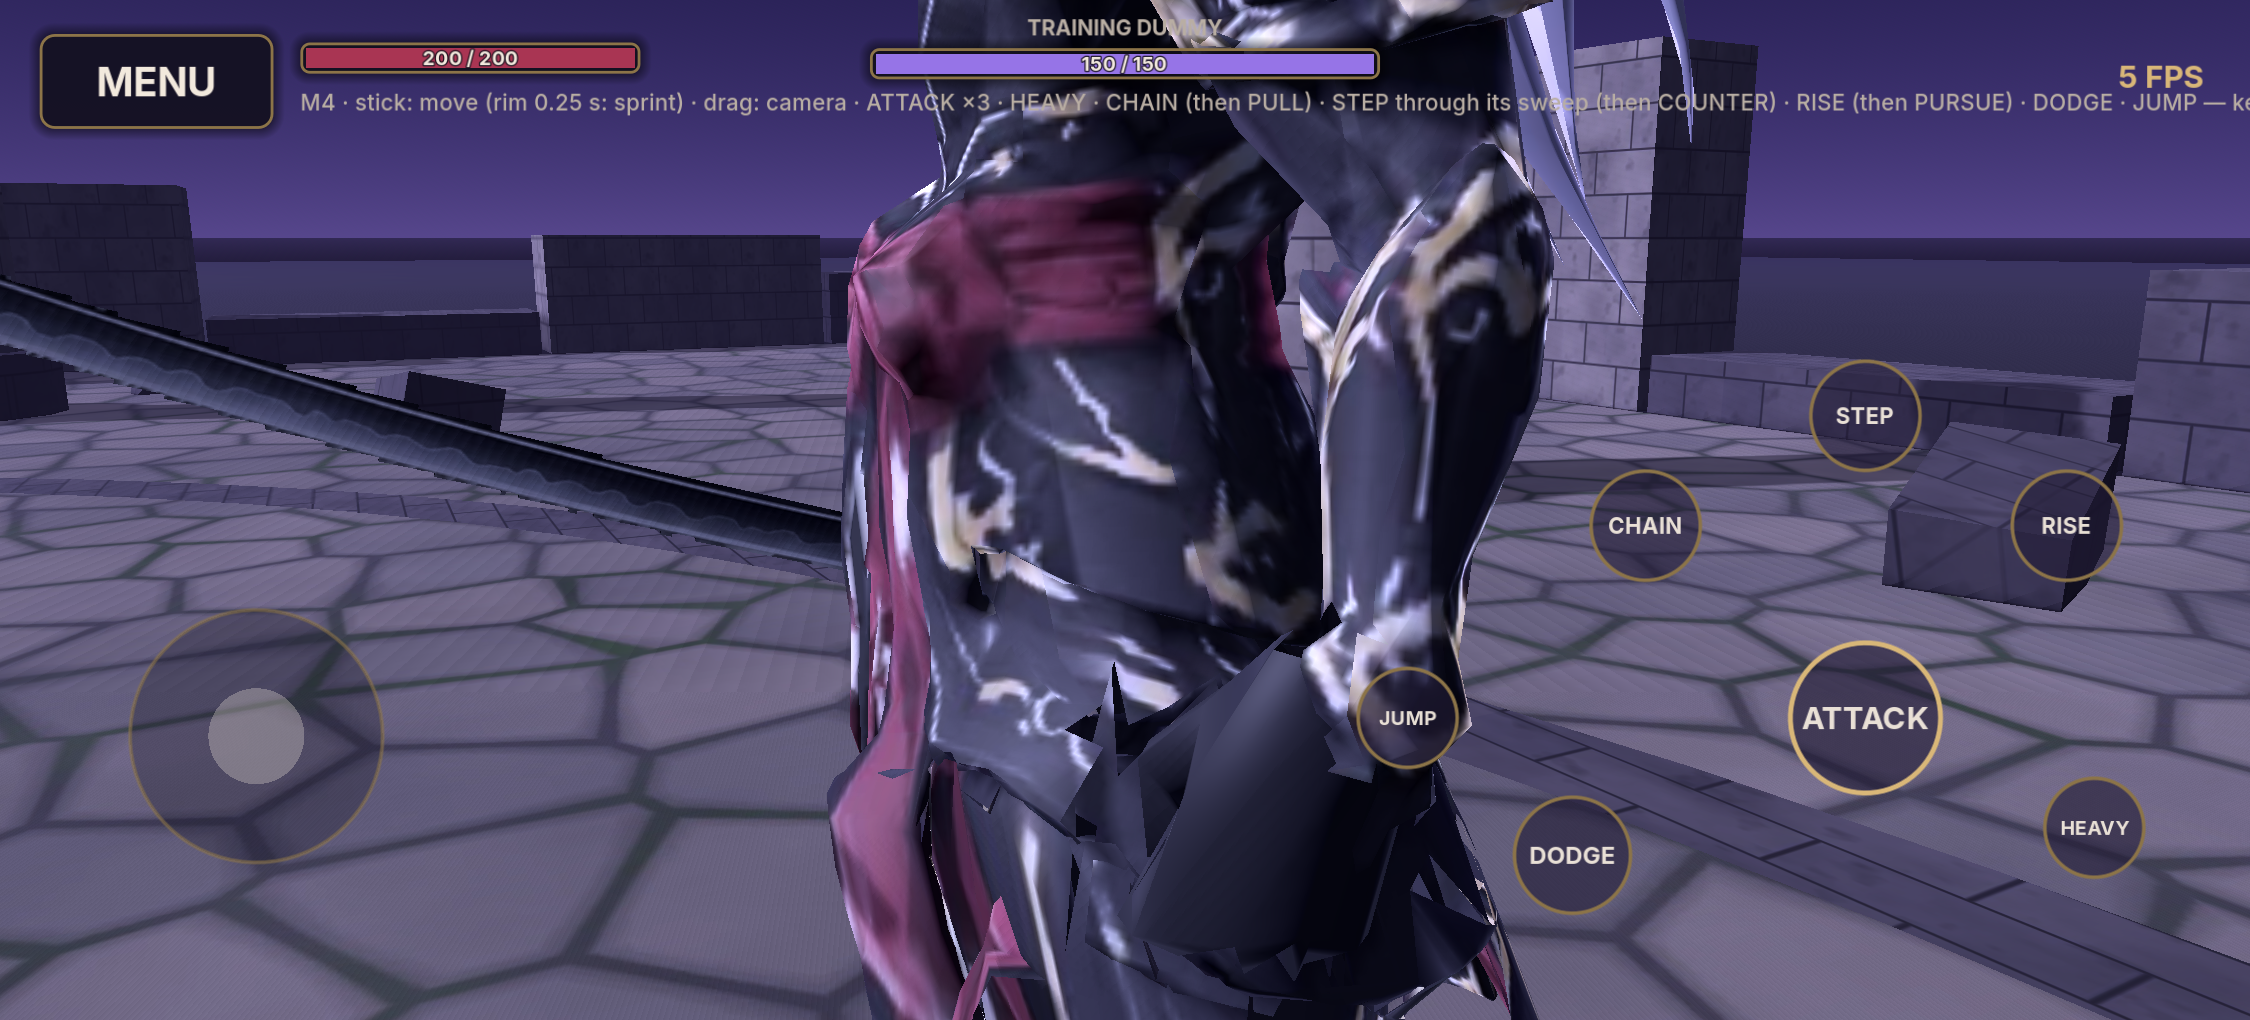 TRAINING DUMMY
MENU
200 / 200
150 / 150
5 FPS
M4 · stick: move (rim 0.25 s: sprint) · drag: camera · ATTACK ×3 · HEAVY · CHAIN (then PULL) · STEP through its sweep (then COUNTER) · RISE (then PURSUE) · DODGE · JUMP —
STEP
CHAIN
RISE
JUMP
ATTACK
DODGE
HEAVY